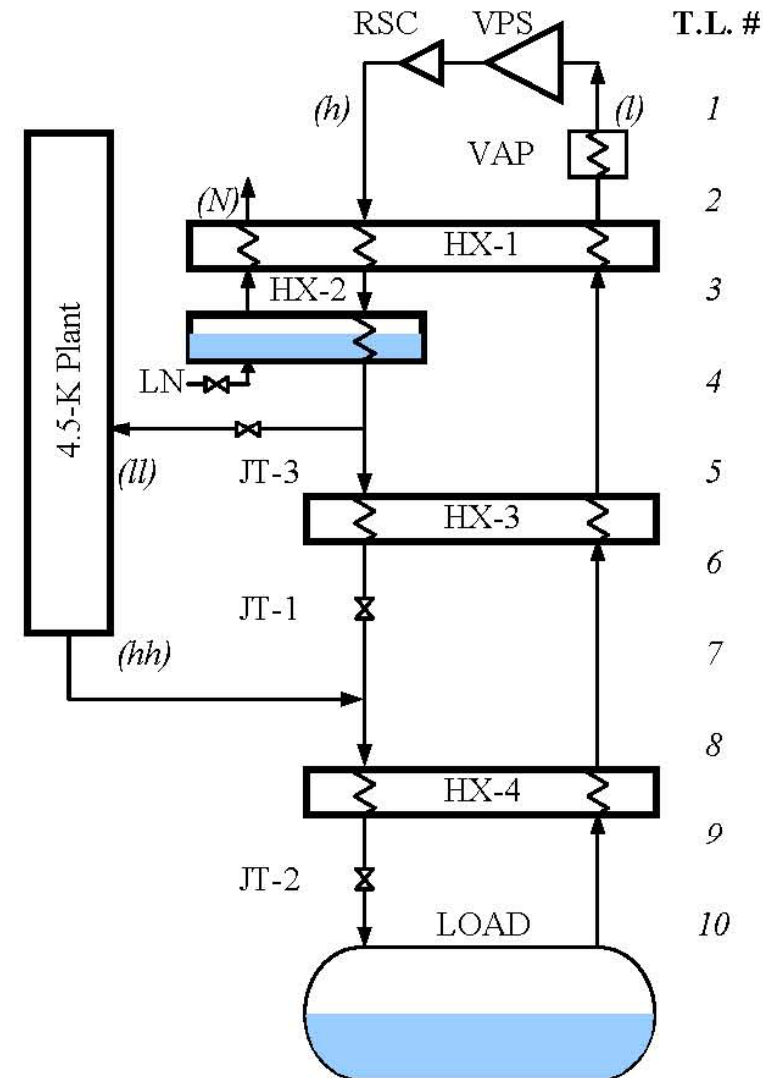 RSC VPS T.L. #
(h) (l) 1
VAP
(N) 2
HX-1
HX-2 3
LN 4
4.5-K Plant
(ll) JT-3 5
HX-3
6
JT-1
(hh) 7
8
HX-4
9
JT-2
LOAD 10